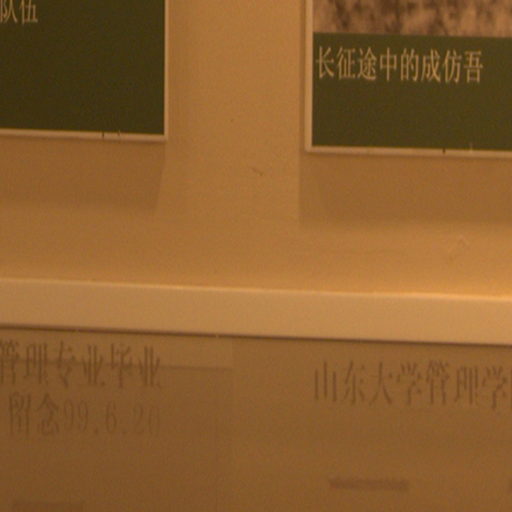 队伍
长征途中的成仿吾
管理专业毕业
留念99.6.20
山东大学管理学